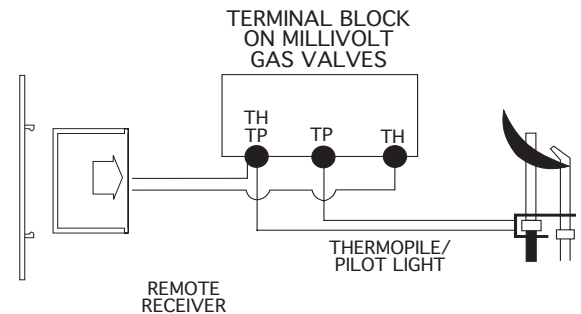 TERMINAL BLOCK
ON MILLIVOLT
GAS VALVES
TH
TP
TP
TH
THERMOPILE/
PILOT LIGHT
REMOTE
RECEIVER